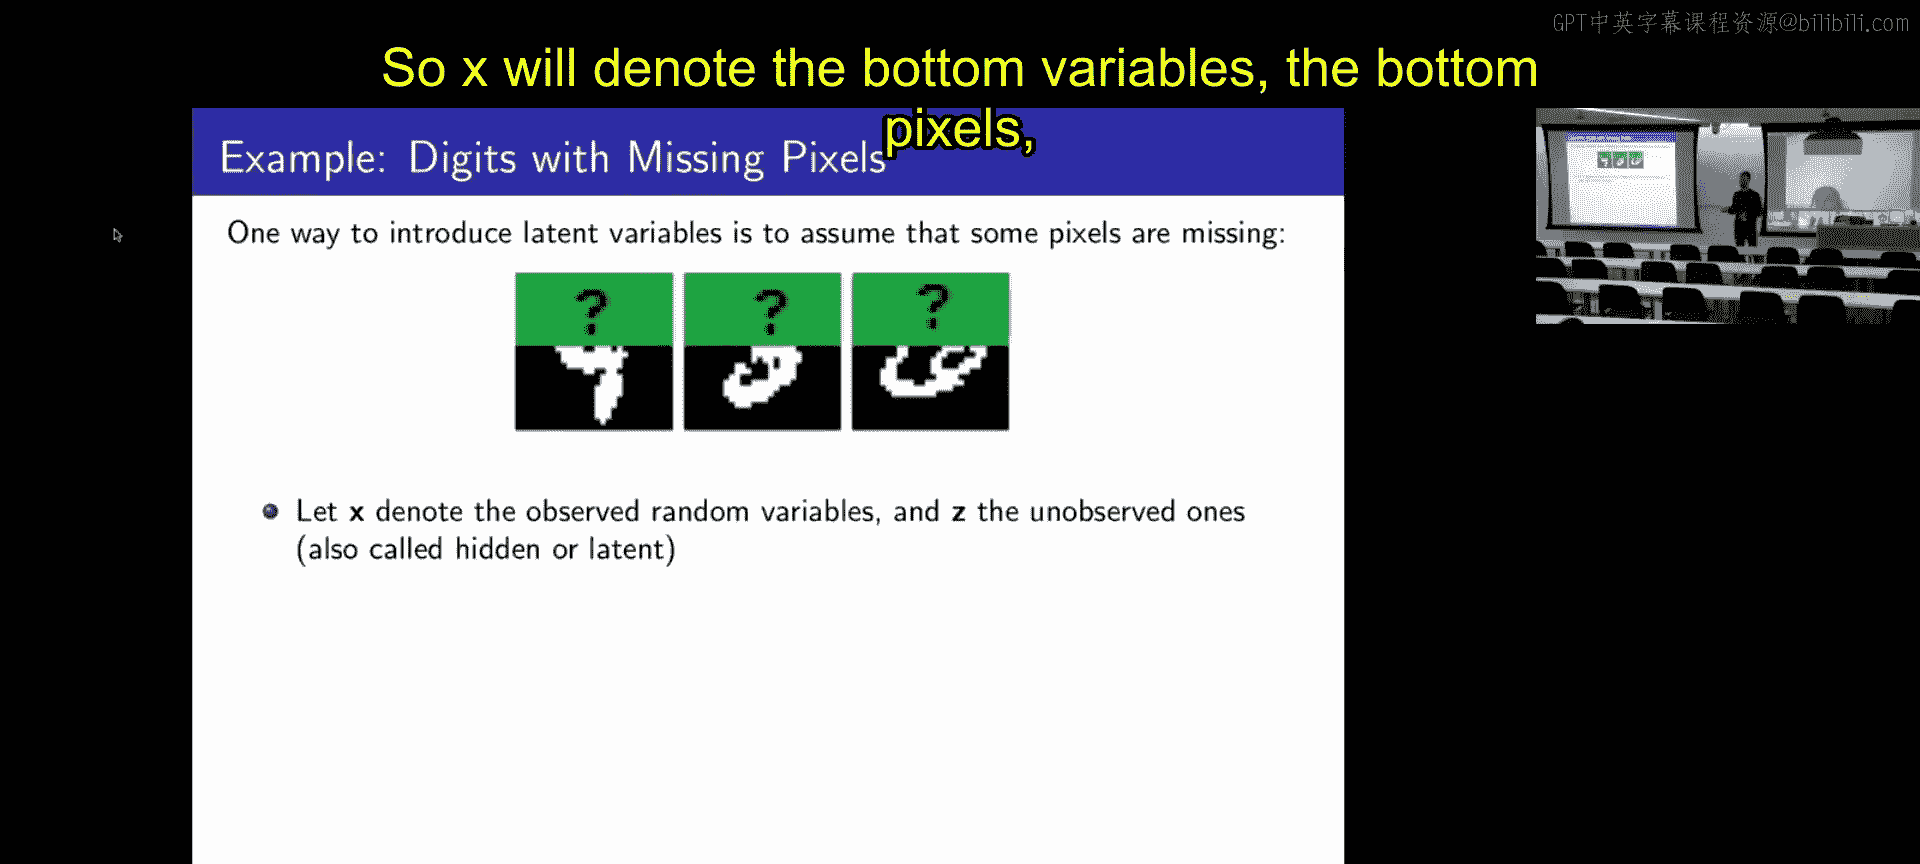 GPT中英字幕课程资源@bilibili.com
So x will denote the bottom variables, the bottom
pixels,
Example: Digits with Missing Pixels
One way to introduce latent variables is to assume that some pixels are missing:
? ? ?
Let x denote the observed random variables, and z the unobserved ones
(also called hidden or latent)